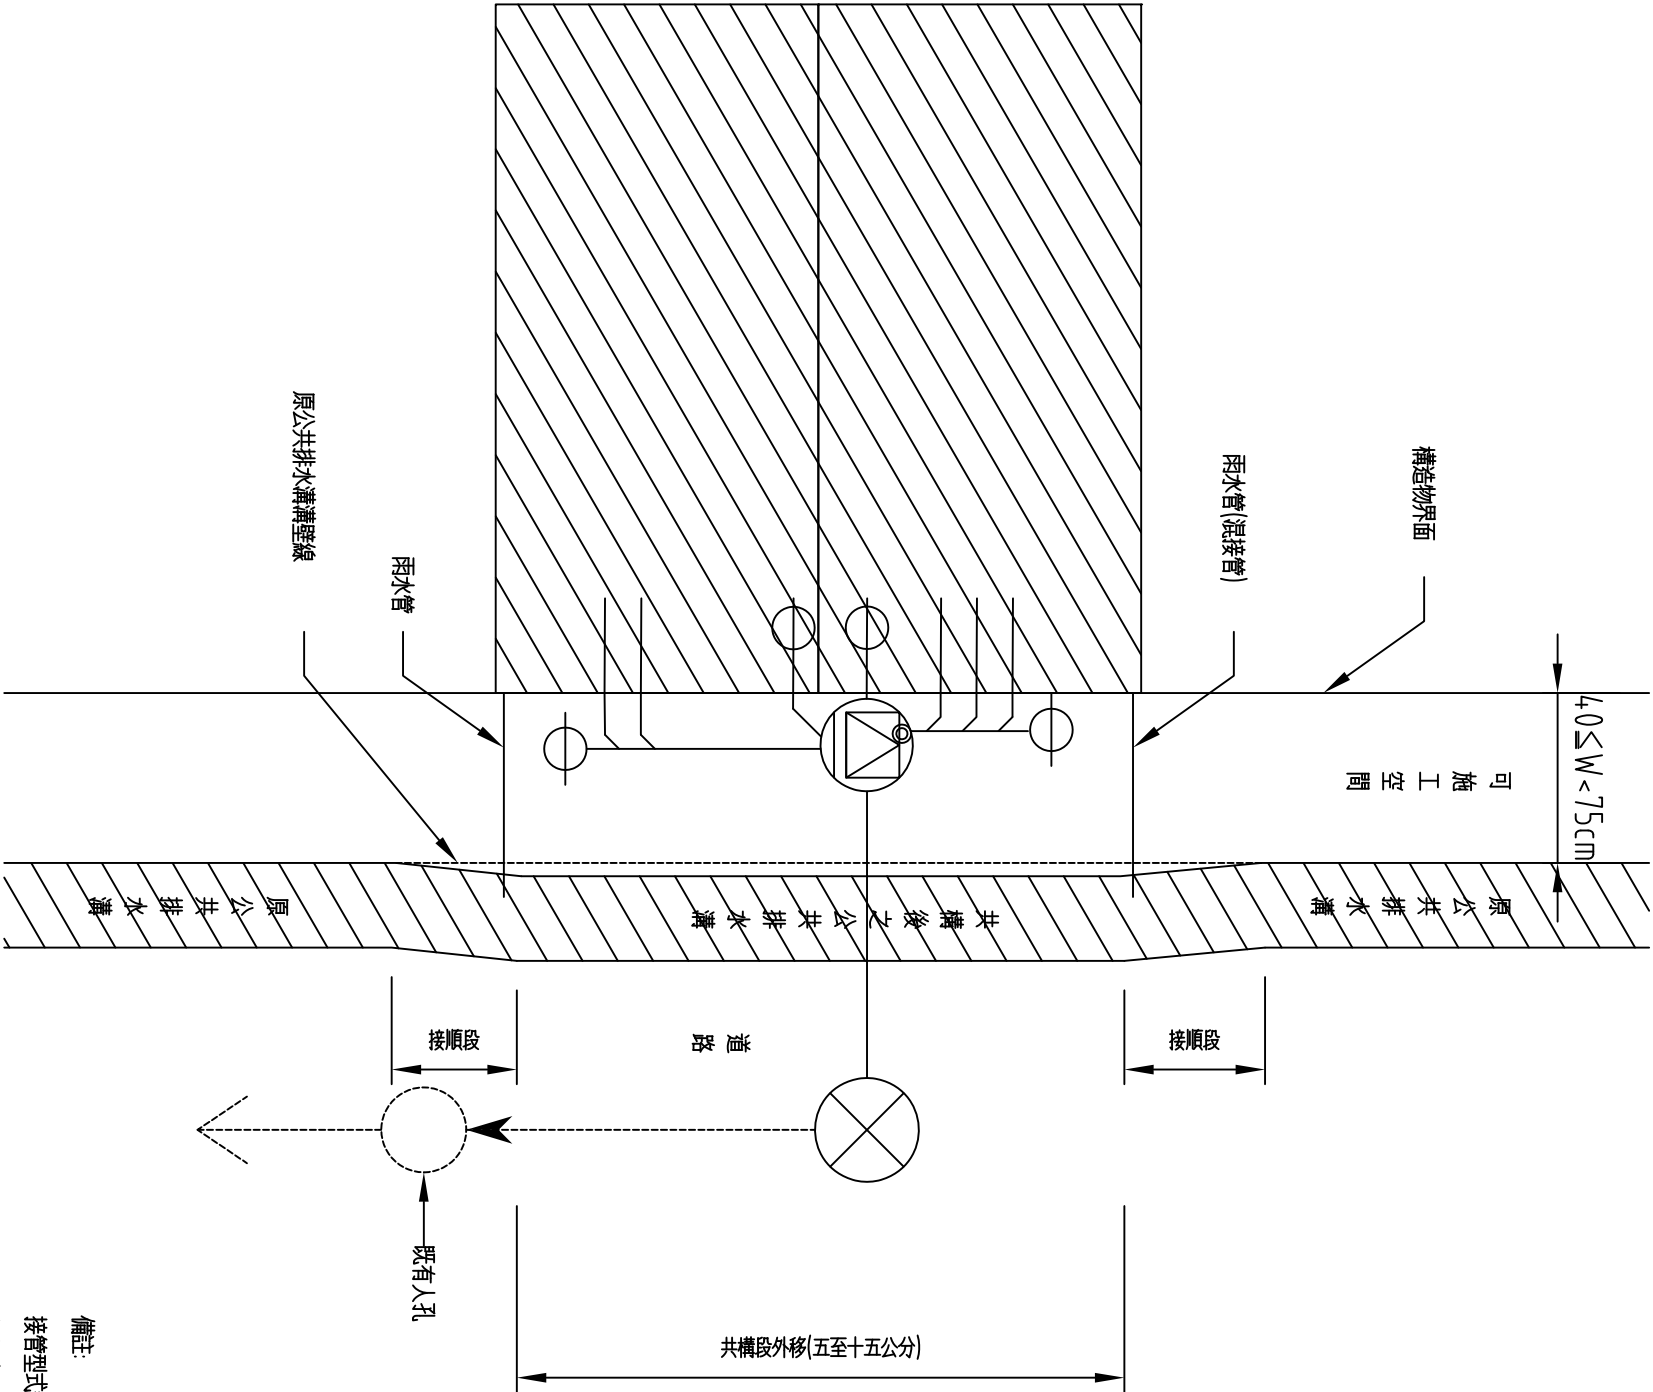 構造物界面
雨水管(混接管)
原公共排水溝溝壁線
雨水管
40≦W<75cm
可施工空間
原公共排水溝
共構後之公共排水溝
原公共排水溝
接順段
道路
接順段
既有人孔
共構段外移(五至十五公分)
備註:
接管型式